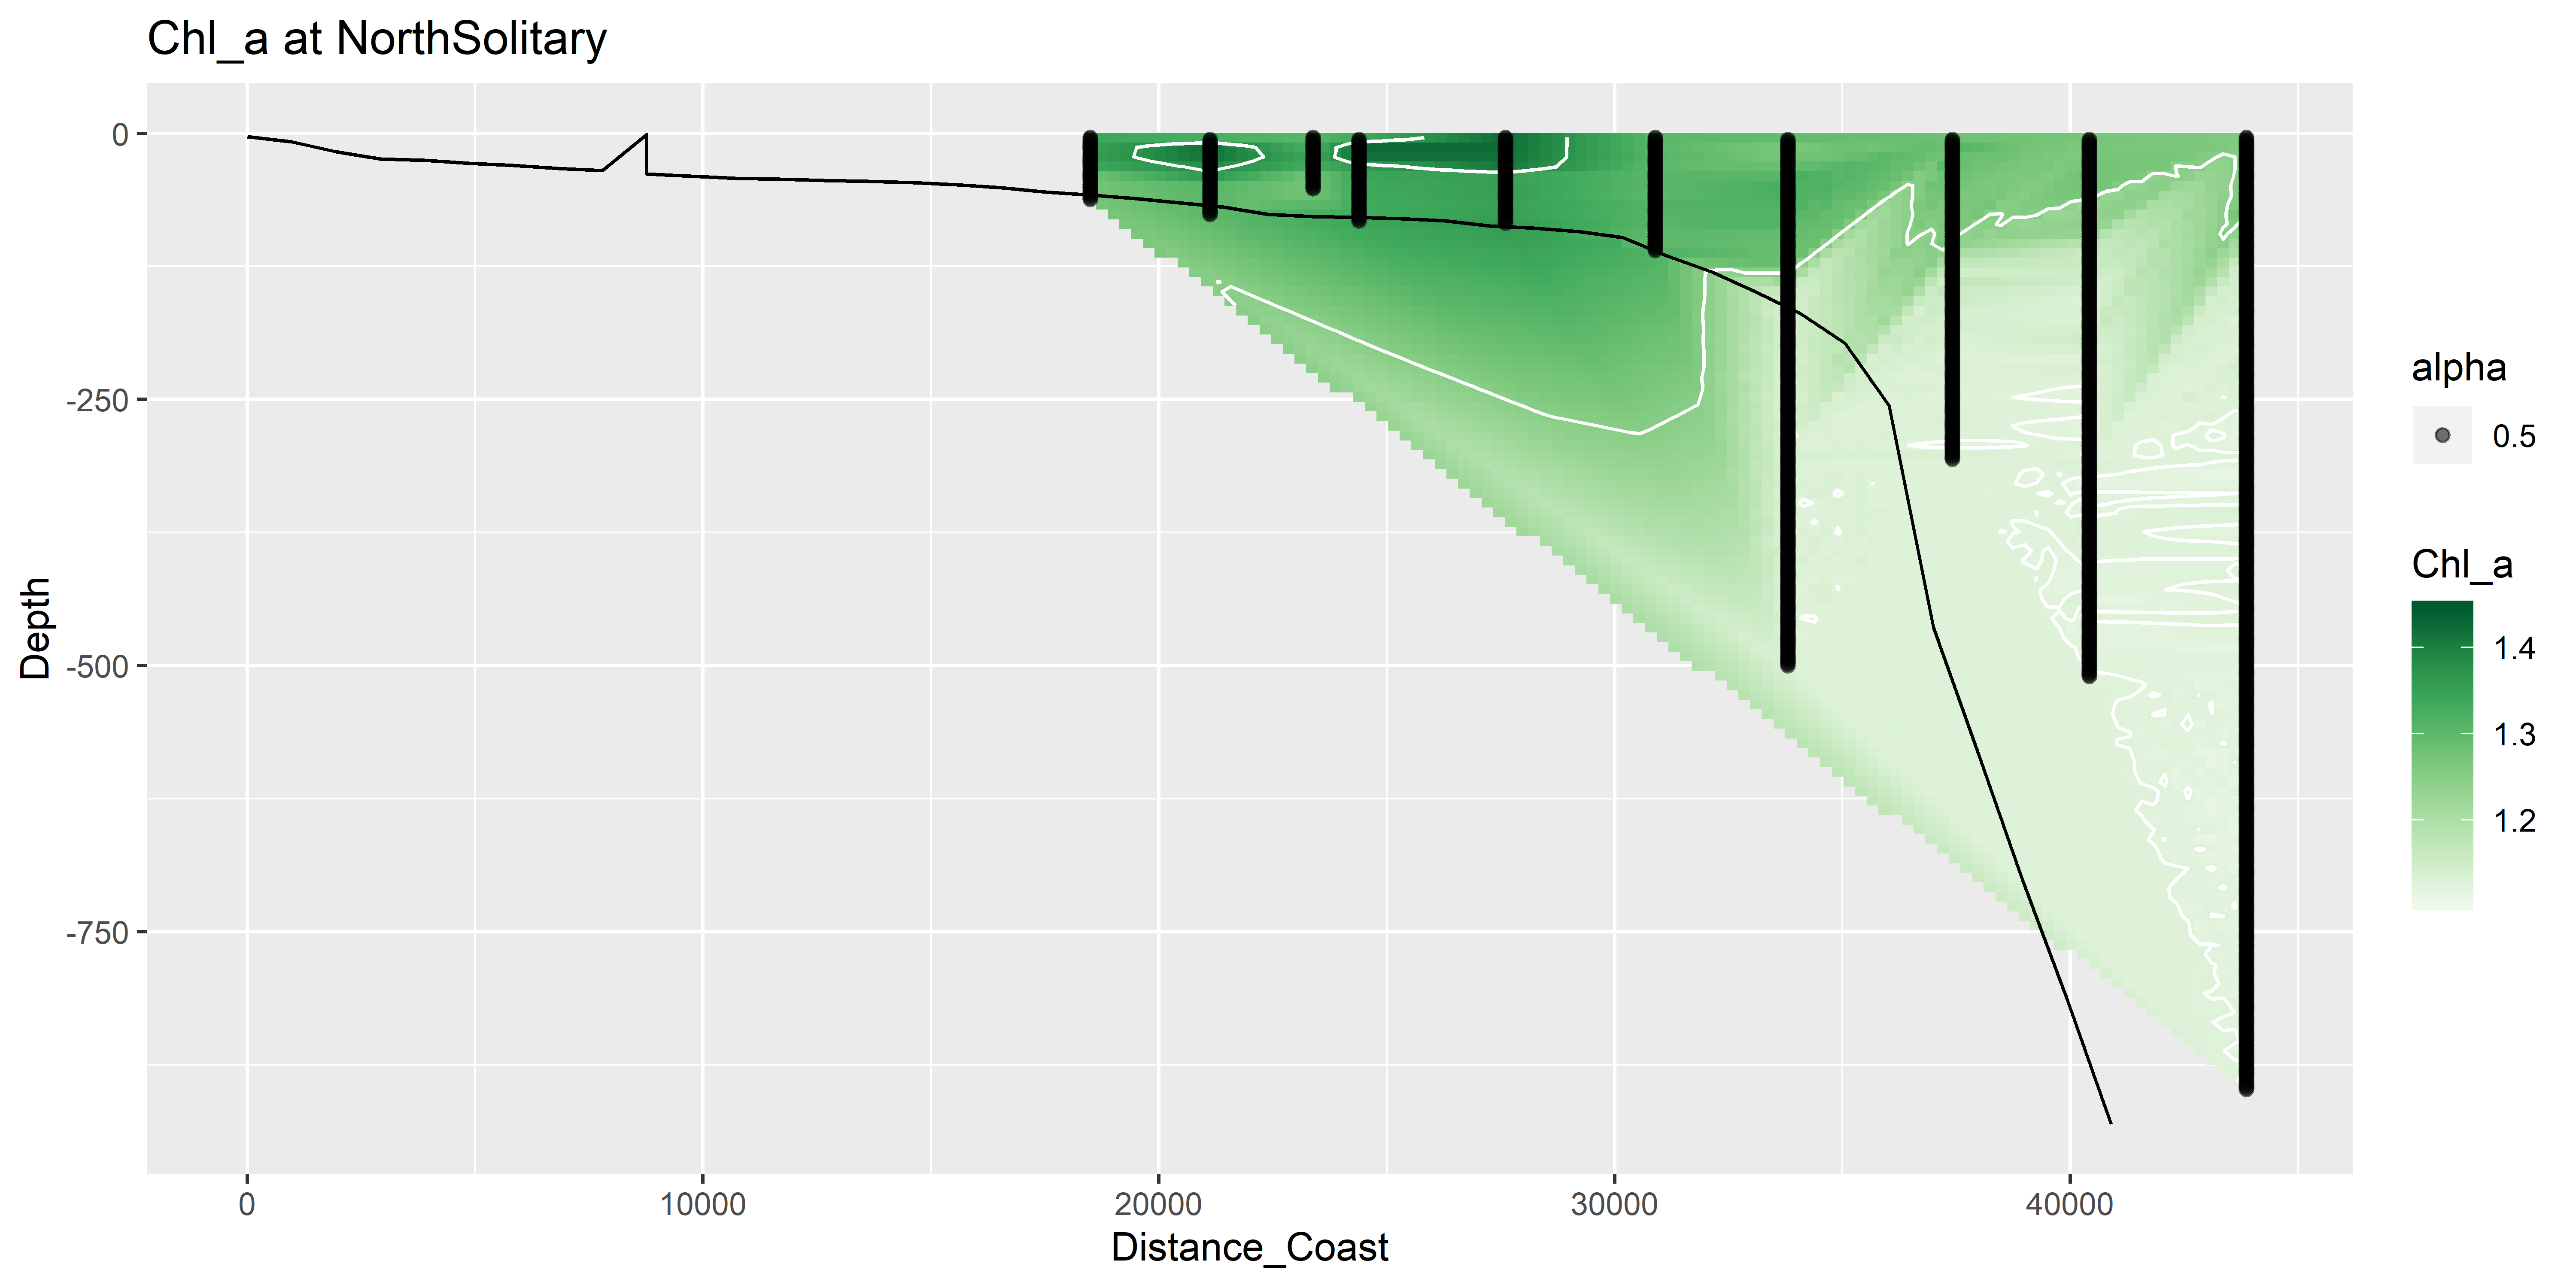 Chl_a at NorthSolitary
0
-250
-500
-750
Depth
0 10000 20000 30000 40000
Distance_Coast
alpha
0.5
Chl_a
1.4
1.3
1.2